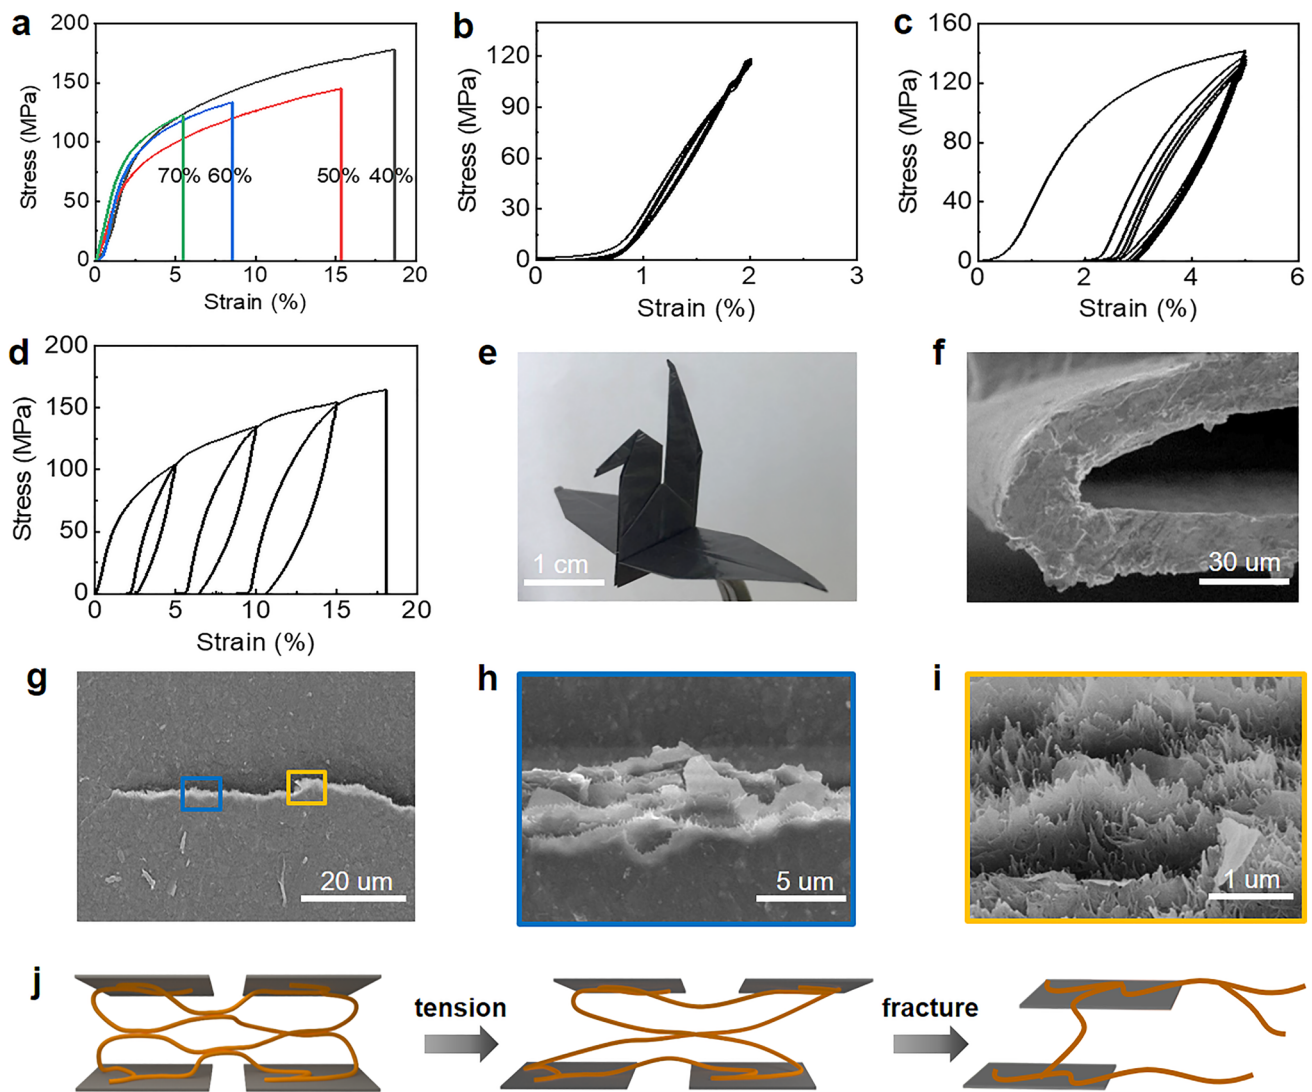 a
200
150
100
50
0
Stress (MPa)
70% 60% 50% 40%
0 5 10 15 20
Strain (%)
b
120
90
60
30
0
Stress (MPa)
0 1 2 3
Strain (%)
c
160
120
80
40
0
Stress (MPa)
0 2 4 6
Strain (%)
d
200
150
100
50
0
Stress (MPa)
0 5 10 15 20
Strain (%)
e
1 cm
f
30 um
g
20 um
h
5 um
i
1 um
j
tension
fracture